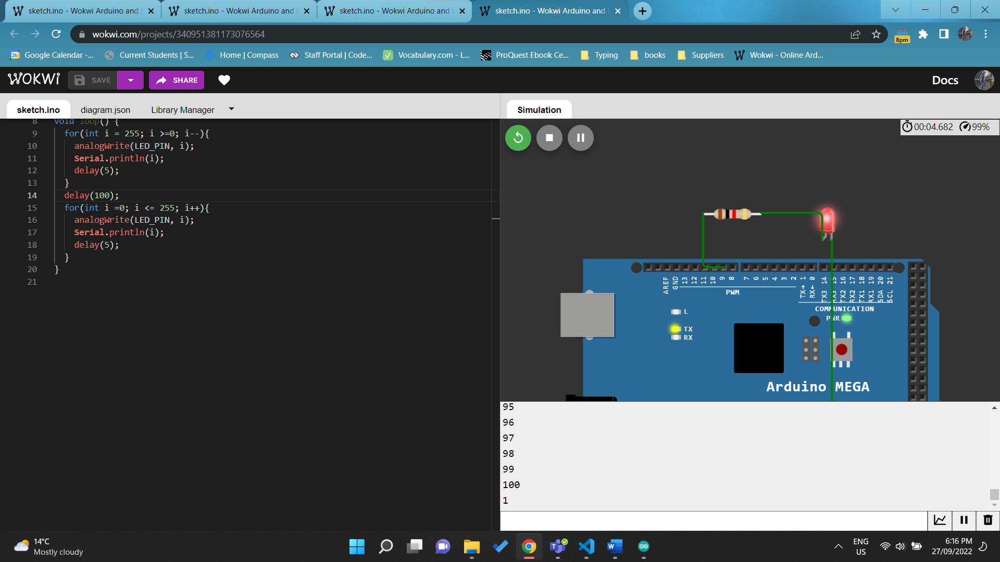 sketch.ino - Wokwi Arduino and
sketch.ino - Wokwi Arduino and
sketch.ino - Wokwi Arduino and
sketch.ino - Wokwi Arduino and
wokwi.com/projects/340951381173076564
8pm
26 Google Calendar -...
Current Students | S...
Home | Compass
Staff Portal | Code...
Vocabulary.com - L...
ProQuest Ebook Ce...
Typing
books
Suppliers
Wokwi - Online Ard...
WOKWi
SAVE
SHARE
Docs
sketch.ino
diagram.json
Library Manager
Simulation
8 void loop() {
9 for(int i = 255; i >=0; i--){
10 analogWrite(LED_PIN, i);
11 Serial.println(i);
12 delay(5);
13 }
14 delay(100);
15 for(int i =0; i <= 255; i++){
16 analogWrite(LED_PIN, i);
17 Serial.println(i);
18 delay(5);
19 }
20 }
21
00:04.682 99%
AREF GND 13 12 11 10 9 8 7 6 5 4 3 2 TX→ 1 RX← 0 TX3 14 RX3 15 TX2 16 RX2 17 TX1 18 RX1 19 SDA 20 SCL 21
PWM
COMMUNICATION
L
PWR
TX
RX
Arduino MEGA
95
96
97
98
99
100
1
14°C
Mostly cloudy
ENG
US
6:16 PM
27/09/2022